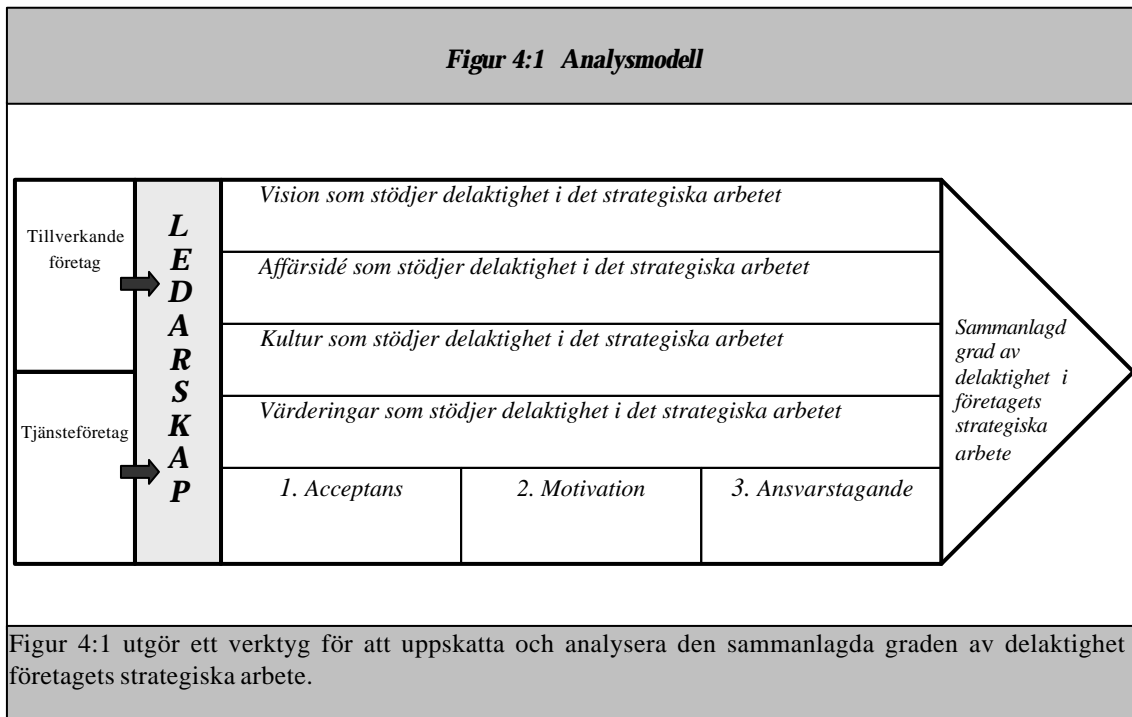 Figur 4:1 Analysmodell
Tillverkande
företag
Tjänsteföretag
L
E
D
A
R
S
K
A
P
Vision som stödjer delaktighet i det strategiska arbetet
Affärsidé som stödjer delaktighet i det strategiska arbetet
Kultur som stödjer delaktighet i det strategiska arbetet
Värderingar som stödjer delaktighet i det strategiska arbetet
1. Acceptans
2. Motivation
3. Ansvarstagande
Sammanlagd
grad av
delaktighet i
företagets
strategiska
arbete
Figur 4:1 utgör ett verktyg för att uppskatta och analysera den sammanlagda graden av delaktighet
företagets strategiska arbete.